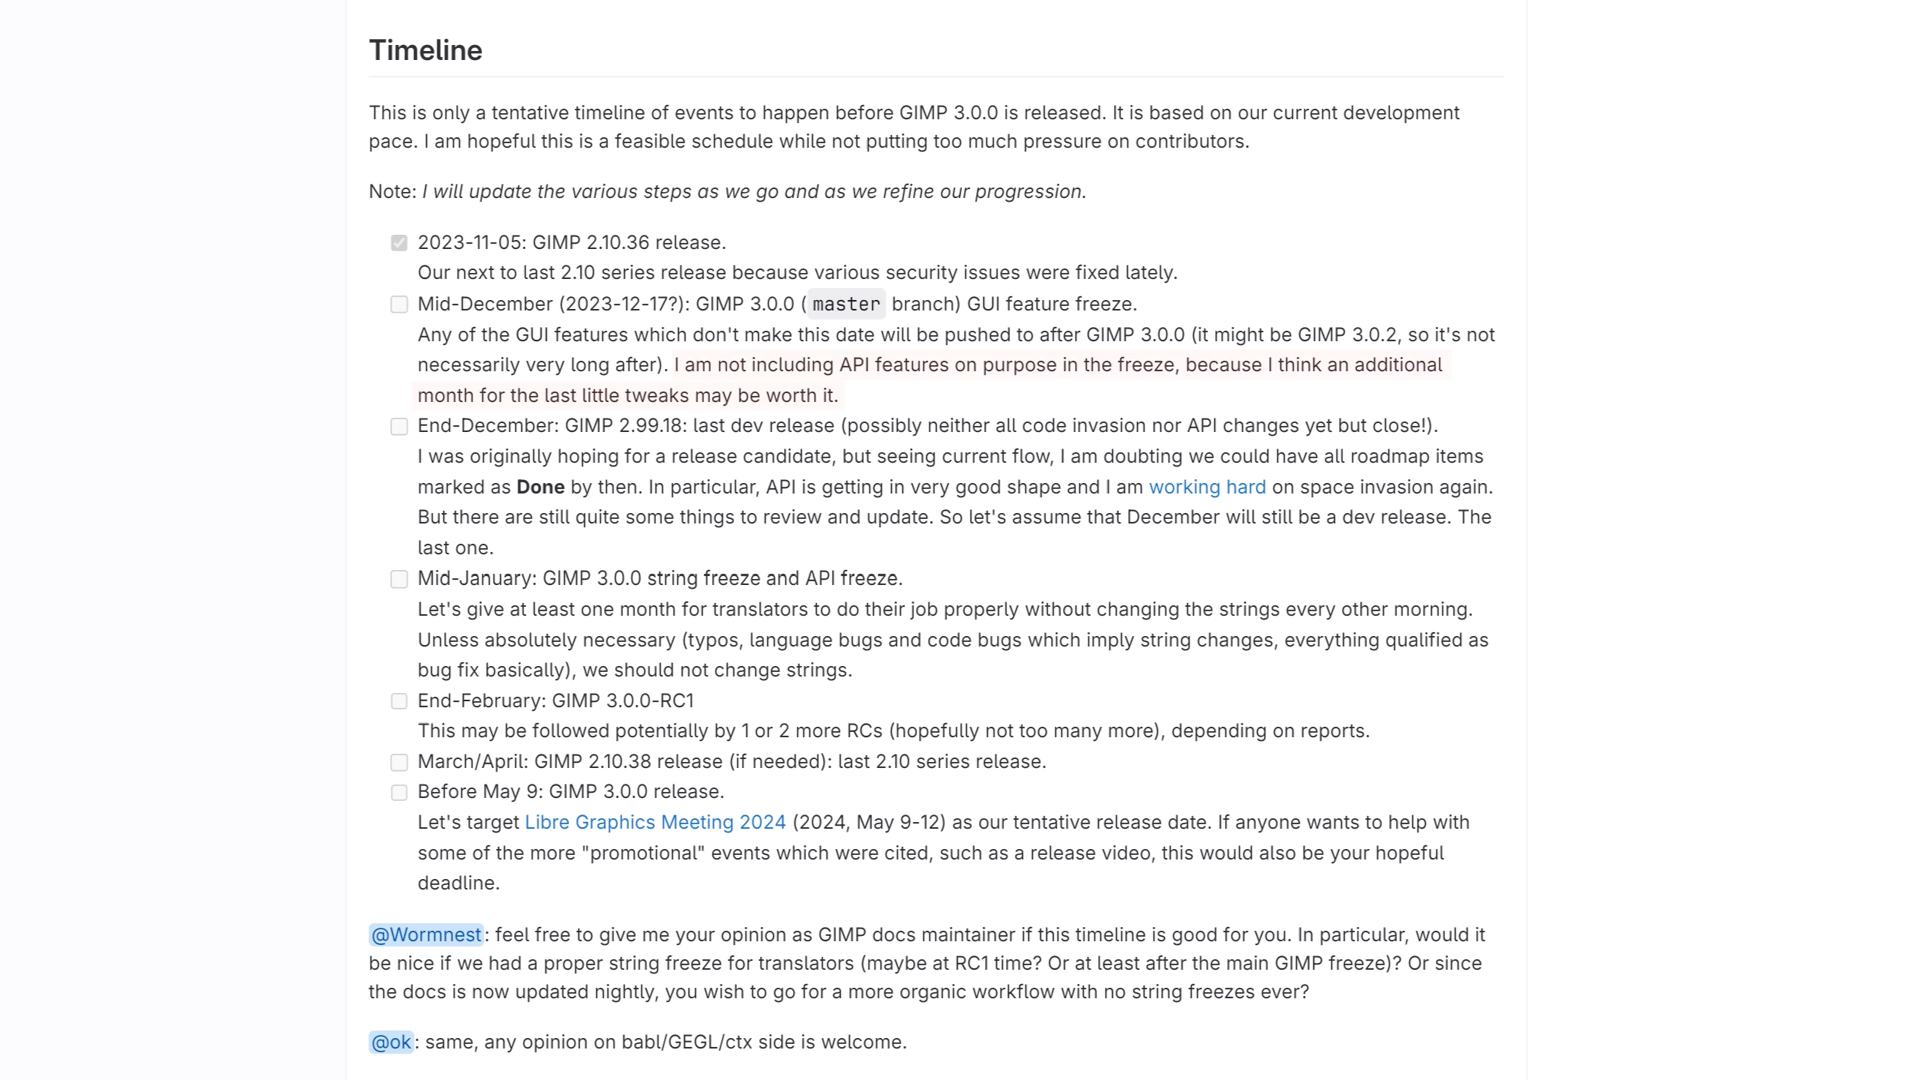 Timeline
This is only a tentative timeline of events to happen before GIMP 3.0.0 is released. It is based on our current development
pace. I am hopeful this is a feasible schedule while not putting too much pressure on contributors.
Note: I will update the various steps as we go and as we refine our progression.
2023-11-05: GIMP 2.10.36 release.
Our next to last 2.10 series release because various security issues were fixed lately.
Mid-December (2023-12-17?): GIMP 3.0.0 (master branch) GUI feature freeze.
Any of the GUI features which don't make this date will be pushed to after GIMP 3.0.0 (it might be GIMP 3.0.2, so it's not
necessarily very long after). I am not including API features on purpose in the freeze, because I think an additional
month for the last little tweaks may be worth it.
End-December: GIMP 2.99.18: last dev release (possibly neither all code invasion nor API changes yet but close!).
I was originally hoping for a release candidate, but seeing current flow, I am doubting we could have all roadmap items
marked as Done by then. In particular, API is getting in very good shape and I am working hard on space invasion again.
But there are still quite some things to review and update. So let's assume that December will still be a dev release. The
last one.
Mid-January: GIMP 3.0.0 string freeze and API freeze.
Let's give at least one month for translators to do their job properly without changing the strings every other morning.
Unless absolutely necessary (typos, language bugs and code bugs which imply string changes, everything qualified as
bug fix basically), we should not change strings.
End-February: GIMP 3.0.0-RC1
This may be followed potentially by 1 or 2 more RCs (hopefully not too many more), depending on reports.
March/April: GIMP 2.10.38 release (if needed): last 2.10 series release.
Before May 9: GIMP 3.0.0 release.
Let's target Libre Graphics Meeting 2024 (2024, May 9-12) as our tentative release date. If anyone wants to help with
some of the more "promotional" events which were cited, such as a release video, this would also be your hopeful
deadline.
@Wormnest: feel free to give me your opinion as GIMP docs maintainer if this timeline is good for you. In particular, would it
be nice if we had a proper string freeze for translators (maybe at RC1 time? Or at least after the main GIMP freeze)? Or since
the docs is now updated nightly, you wish to go for a more organic workflow with no string freezes ever?
@ok: same, any opinion on babl/GEGL/ctx side is welcome.